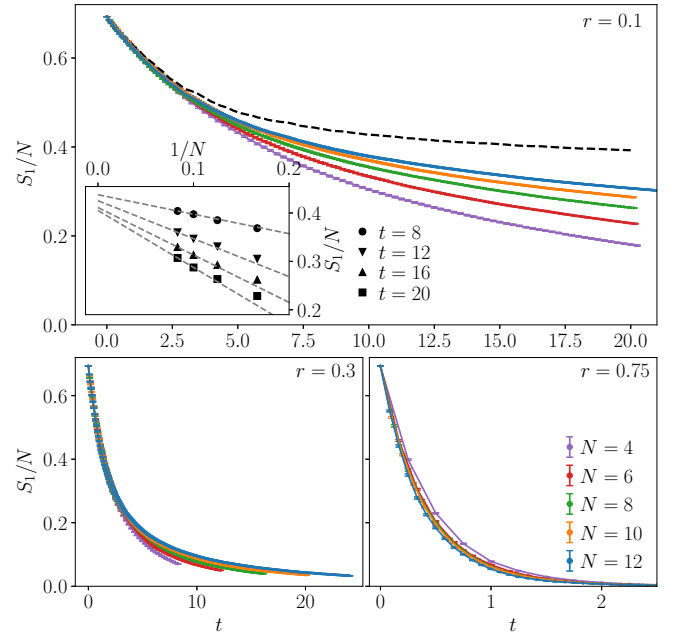 r = 0.1
S₁/N
0.6
0.4
0.2
0.0
0.0 2.5 5.0 7.5 10.0 12.5 15.0 17.5 20.0
1/N
0.0 0.1 0.2
0.4
0.3
0.2
S₁/N
t = 8
t = 12
t = 16
t = 20
r = 0.3
S₁/N
0.6
0.4
0.2
0.0
0 10 20
t
r = 0.75
N = 4
N = 6
N = 8
N = 10
N = 12
0 1 2
t